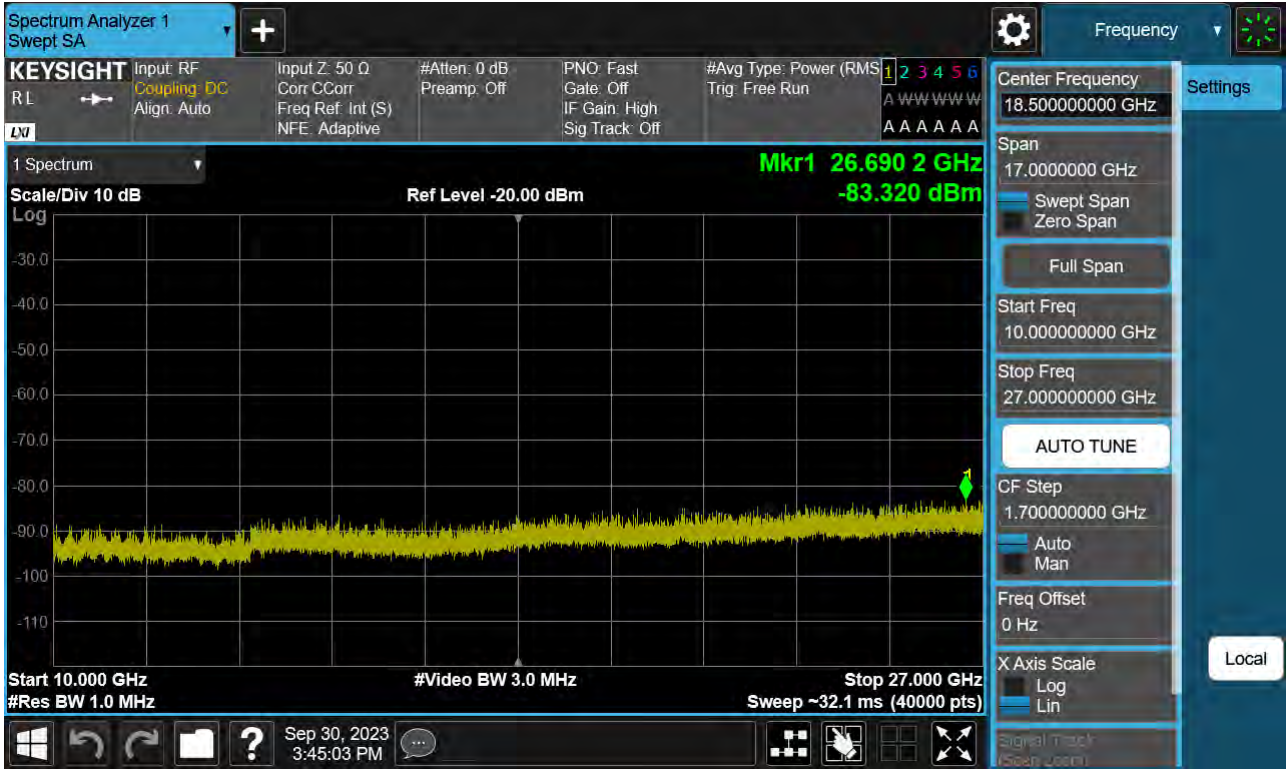 Spectrum Analyzer 1
Swept SA
+
Frequency
KEYSIGHT
RL
LXI
Input: RF
Coupling: DC
Align: Auto
Input Z: 50 Ω
Corr CCorr
Freq Ref: Int (S)
NFE: Adaptive
#Atten: 0 dB
Preamp: Off
PNO: Fast
Gate: Off
IF Gain: High
Sig Track: Off
#Avg Type: Power (RMS
Trig: Free Run
1 2 3 4 5 6
A W W W W W
A A A A A A
1 Spectrum
Scale/Div 10 dB
Log
Ref Level -20.00 dBm
Mkr1 26.690 2 GHz
-83.320 dBm
-30.0
-40.0
-50.0
-60.0
-70.0
-80.0
-90.0
-100
-110
1
Start 10.000 GHz
#Res BW 1.0 MHz
#Video BW 3.0 MHz
Stop 27.000 GHz
Sweep ~32.1 ms (40000 pts)
Center Frequency
18.500000000 GHz
Span
17.0000000 GHz
Swept Span
Zero Span
Full Span
Start Freq
10.000000000 GHz
Stop Freq
27.000000000 GHz
AUTO TUNE
CF Step
1.700000000 GHz
Auto
Man
Freq Offset
0 Hz
X Axis Scale
Log
Lin
Signal Track
(Span Zoom)
Settings
Local
?
Sep 30, 2023
3:45:03 PM